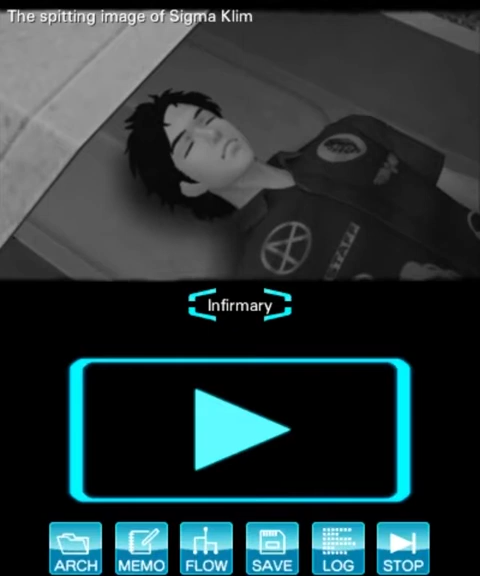 The spitting image of Sigma Klim
Infirmary
ARCH MEMO FLOW SAVE LOG STOP